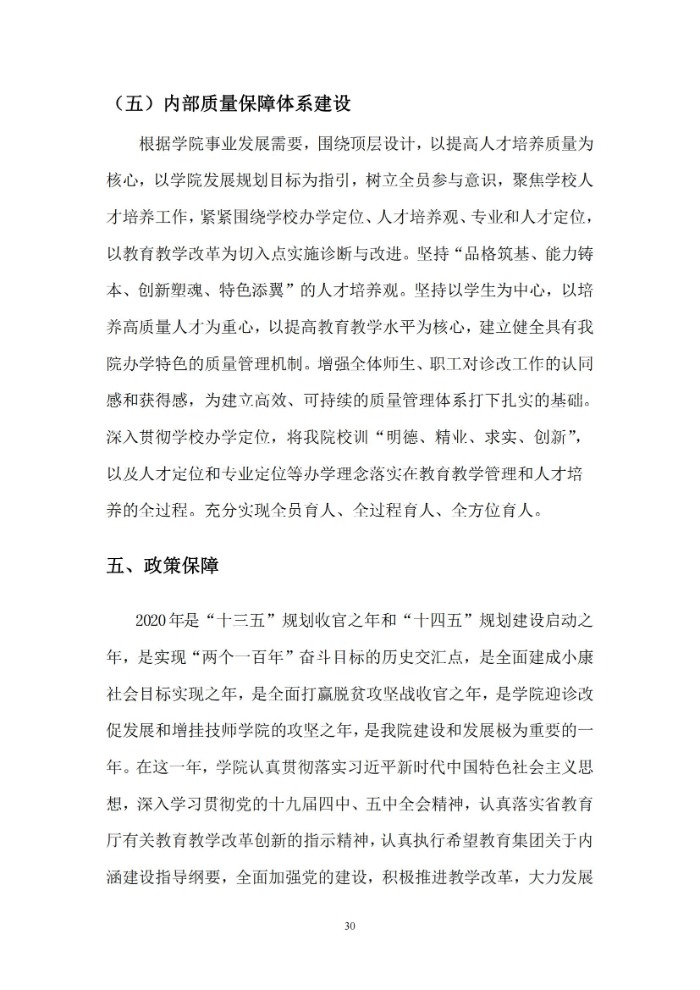 （五）内部质量保障体系建设
根据学院事业发展需要，围绕顶层设计，以提高人才培养质量为
核心，以学院发展规划目标为指引，树立全员参与意识，聚焦学校人
才培养工作，紧紧围绕学校办学定位、人才培养观、专业和人才定位，
以教育教学改革为切入点实施诊断与改进。坚持“品格筑基、能力铸
本、创新塑魂、特色添翼”的人才培养观。坚持以学生为中心，以培
养高质量人才为重心，以提高教育教学水平为核心，建立健全具有我
院办学特色的质量管理机制。增强全体师生、职工对诊改工作的认同
感和获得感，为建立高效、可持续的质量管理体系打下扎实的基础。
深入贯彻学校办学定位，将我院校训“明德、精业、求实、创新”，
以及人才定位和专业定位等办学理念落实在教育教学管理和人才培
养的全过程。充分实现全员育人、全过程育人、全方位育人。
五、政策保障
2020 年是“十三五”规划收官之年和“十四五”规划建设启动之
年，是实现“两个一百年”奋斗目标的历史交汇点，是全面建成小康
社会目标实现之年，是全面打赢脱贫攻坚战收官之年，是学院迎诊改
促发展和增挂技师学院的攻坚之年，是我院建设和发展极为重要的一
年。在这一年，学院认真贯彻落实习近平新时代中国特色社会主义思
想，深入学习贯彻党的十九届四中、五中全会精神，认真落实省教育
厅有关教育教学改革创新的指示精神，认真执行希望教育集团关于内
涵建设指导纲要，全面加强党的建设，积极推进教学改革，大力发展
30